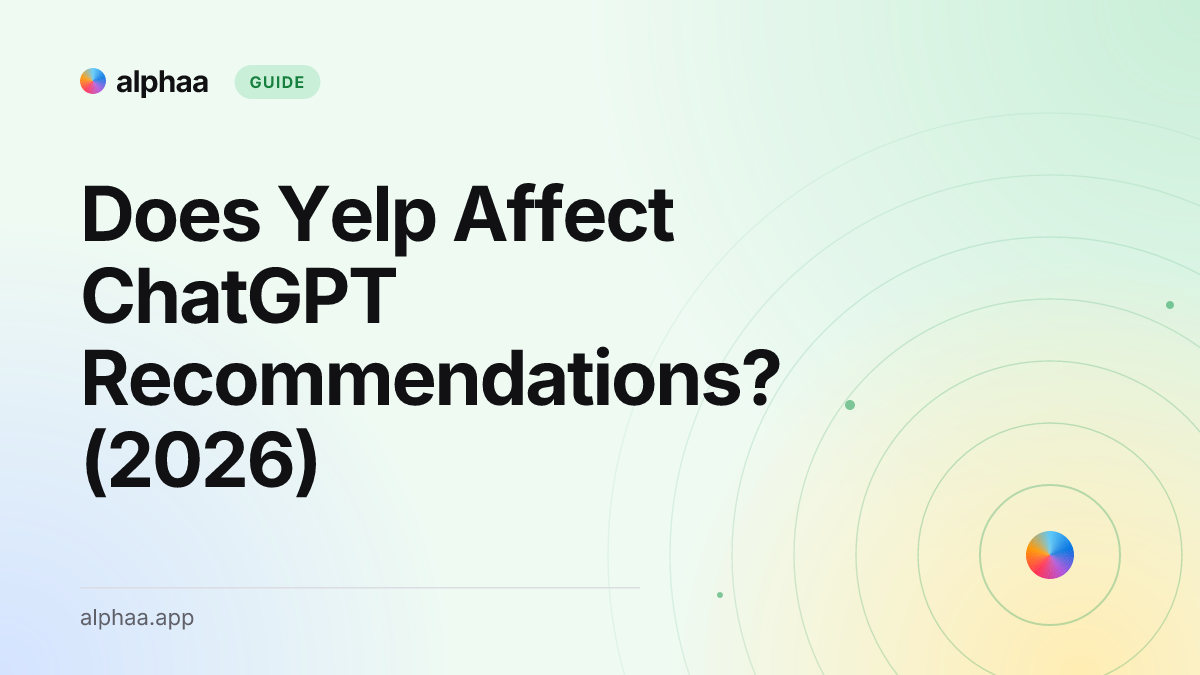 alphaa
GUIDE
Does Yelp Affect
ChatGPT
Recommendations?
(2026)
alphaa.app